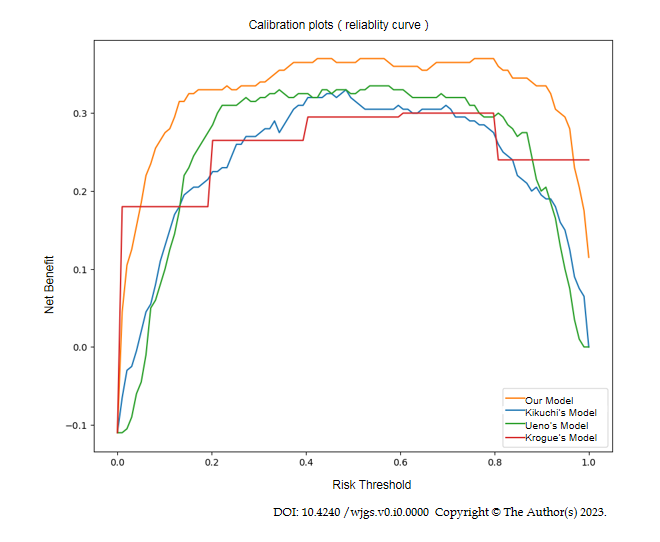 Calibration plots ( reliablity curve )
Net Benefit
0.3
0.2
0.1
0.0
−0.1
0.0 0.2 0.4 0.6 0.8 1.0
Risk Threshold
Our Model
Kikuchi's Model
Ueno's Model
Krogue's Model
DOI: 10.4240 /wjgs.v0.i0.0000 Copyright © The Author(s) 2023.